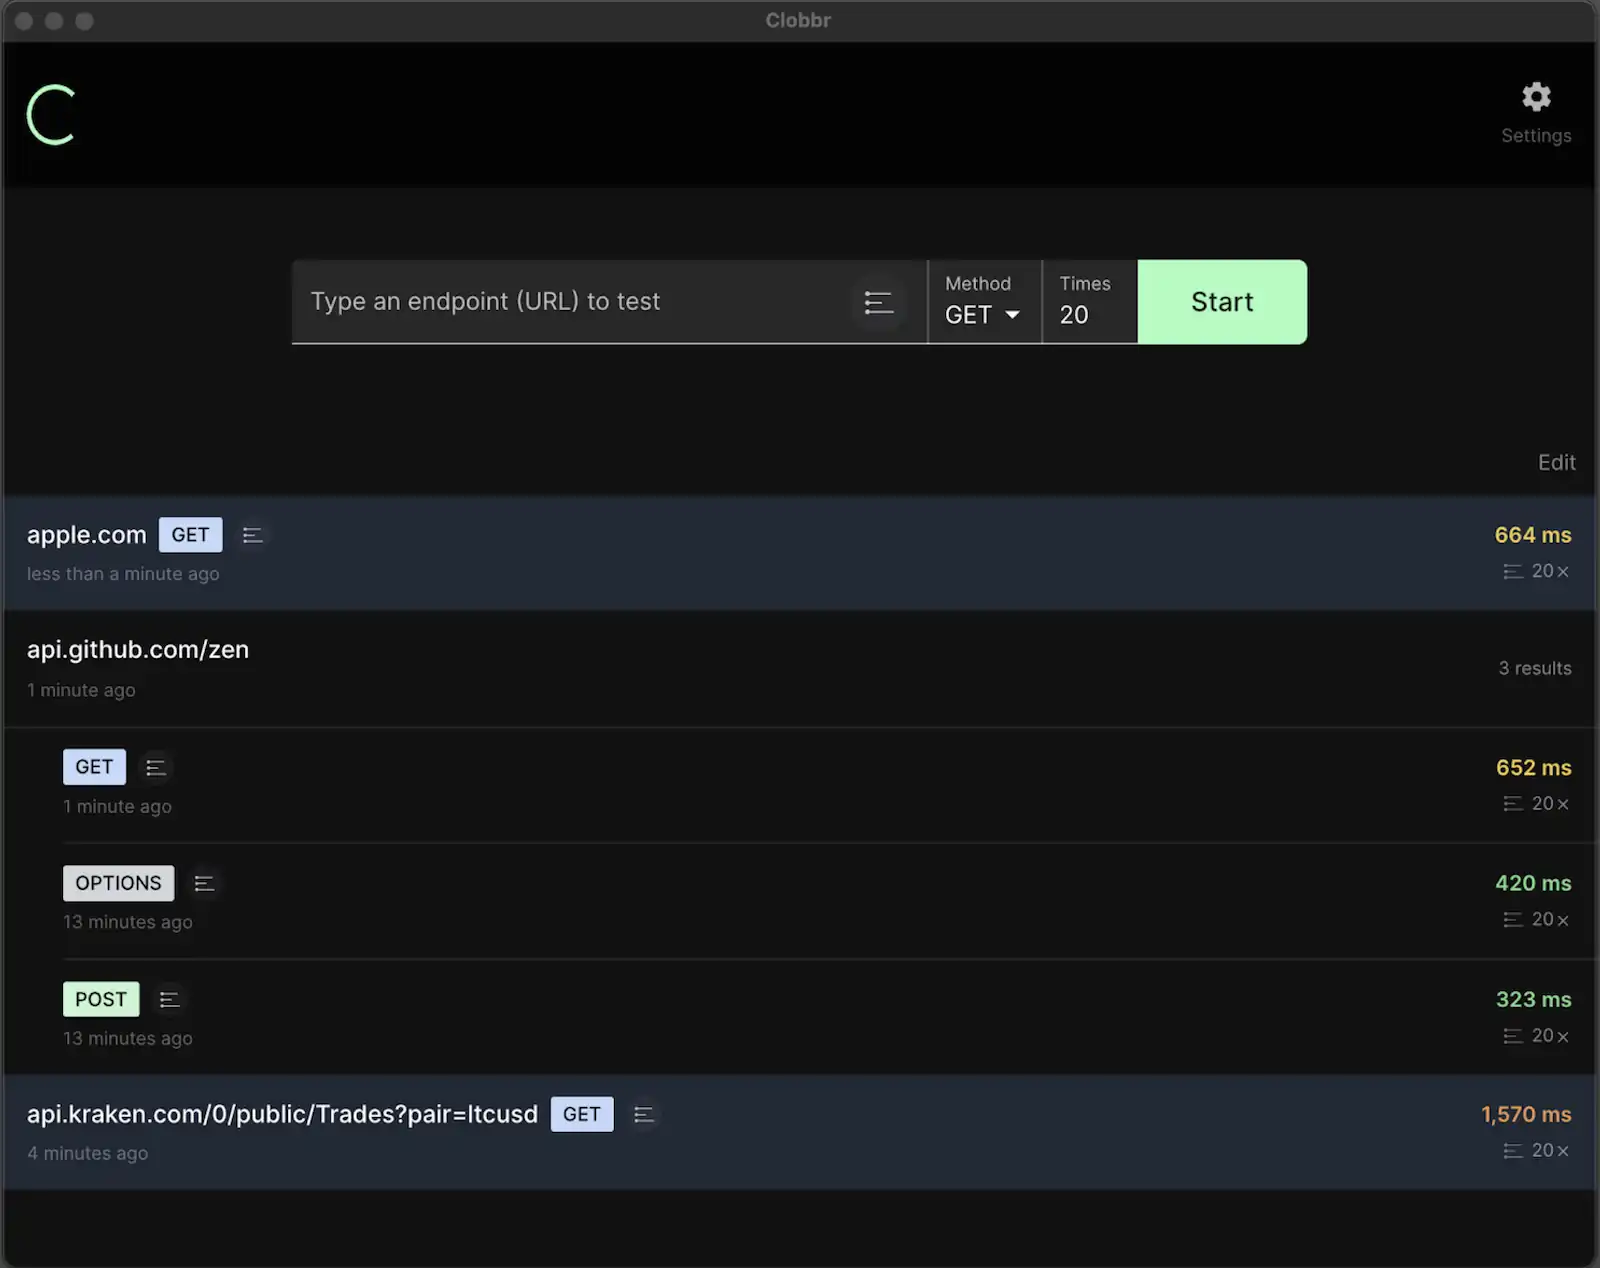 Clobbr
Settings
Type an endpoint (URL) to test
Method
GET
Times
20
Start
Edit
apple.com GET
664 ms
less than a minute ago
20×
api.github.com/zen
3 results
1 minute ago
GET
652 ms
1 minute ago
20×
OPTIONS
420 ms
13 minutes ago
20×
POST
323 ms
13 minutes ago
20×
api.kraken.com/0/public/Trades?pair=ltcusd GET
1,570 ms
4 minutes ago
20×